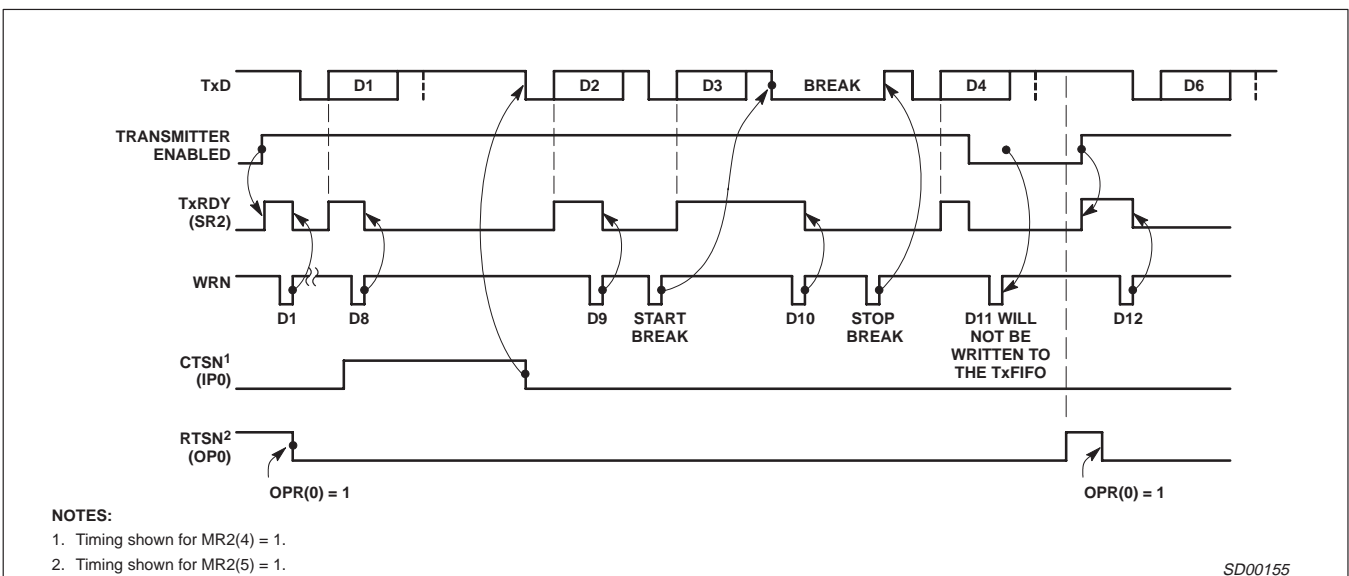 TxD D1 D2 D3 BREAK D4 D6
TRANSMITTER
ENABLED
TxRDY
(SR2)
WRN
D1 D8 D9 START
BREAK D10 STOP
BREAK D11 WILL
NOT BE
WRITTEN TO
THE TxFIFO D12
CTSN1
(IP0)
RTSN2
(OP0)
OPR(0) = 1 OPR(0) = 1
NOTES:
1. Timing shown for MR2(4) = 1.
2. Timing shown for MR2(5) = 1.
SD00155